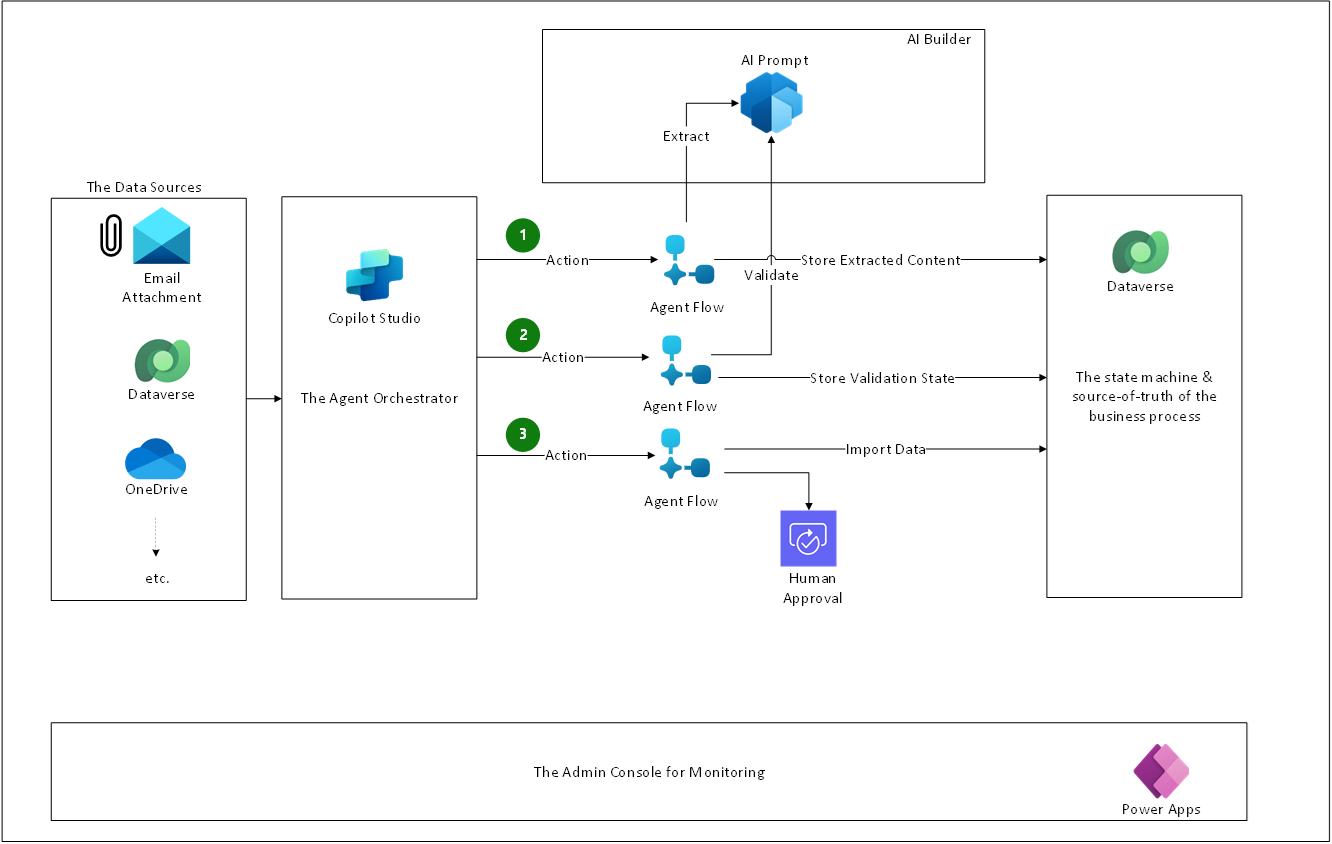 AI Builder
AI Prompt
Extract
The Data Sources
Email
Attachment
Dataverse
OneDrive
etc.
Copilot Studio
The Agent Orchestrator
1
Action
Agent Flow
Store Extracted Content
Validate
2
Action
Agent Flow
Store Validation State
3
Action
Agent Flow
Import Data
Human
Approval
Dataverse
The state machine &
source-of-truth of the
business process
The Admin Console for Monitoring
Power Apps